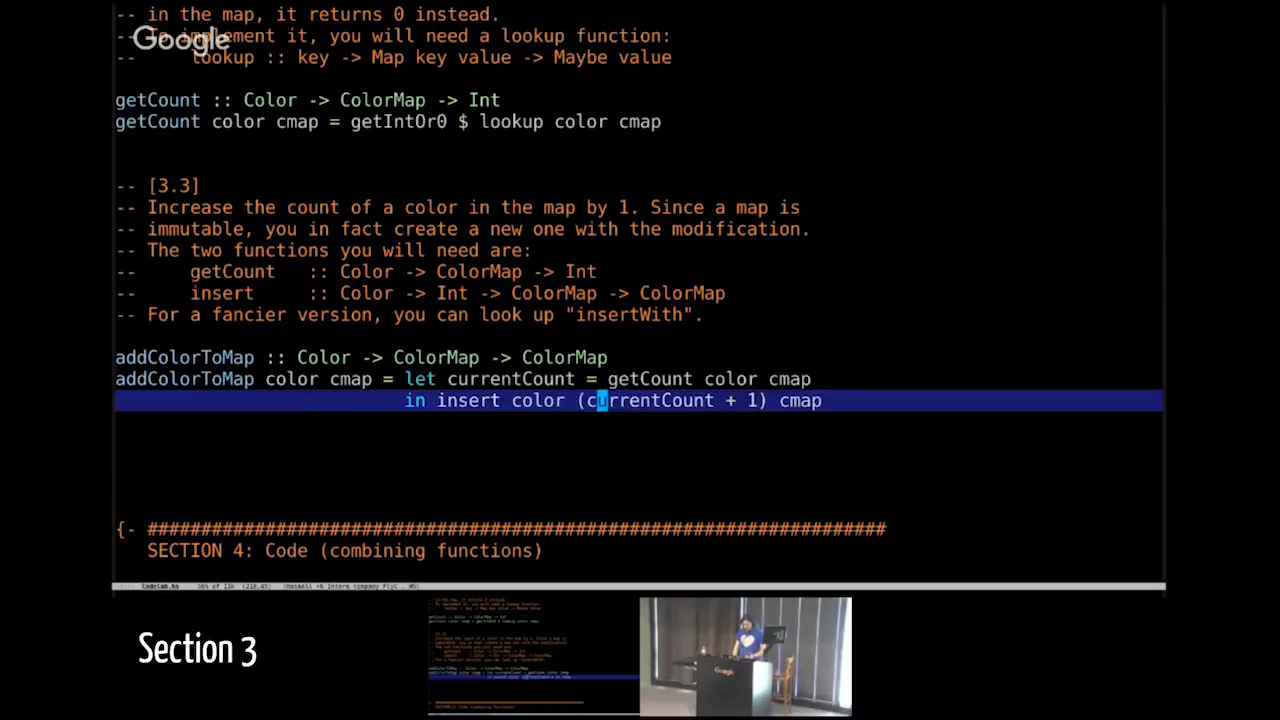 -- in the map, it returns 0 instead.
-- To implement it, you will need a lookup function:
Google
--     lookup :: key -> Map key value -> Maybe value
getCount :: Color -> ColorMap -> Int
getCount color cmap = getIntOr0 $ lookup color cmap
-- [3.3]
-- Increase the count of a color in the map by 1. Since a map is
-- immutable, you in fact create a new one with the modification.
-- The two functions you will need are:
--     getCount   :: Color -> ColorMap -> Int
--     insert     :: Color -> Int -> ColorMap -> ColorMap
-- For a fancier version, you can look up "insertWith".
addColorToMap :: Color -> ColorMap -> ColorMap
addColorToMap color cmap = let currentCount = getCount color cmap
in insert color (currentCount + 1) cmap
{- #####################################################################
SECTION 4: Code (combining functions)
Codelab.hs
Section 3
Google